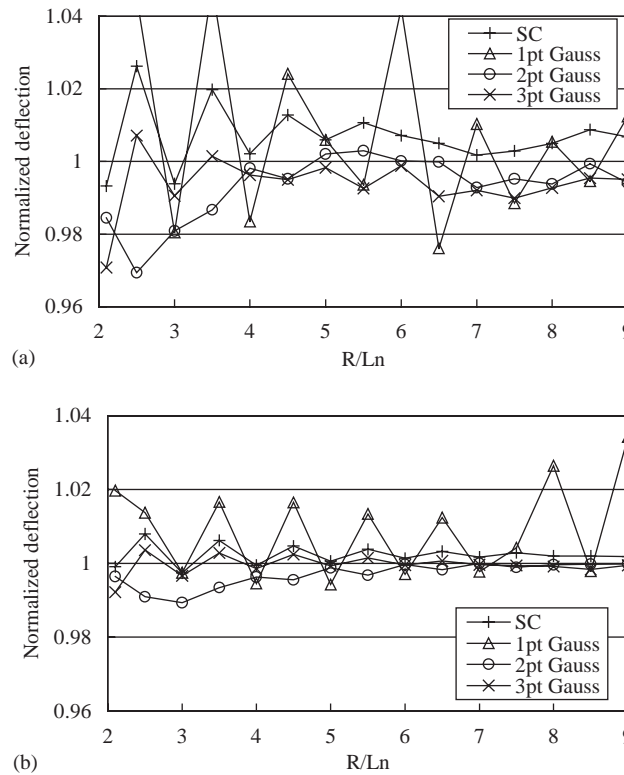 1.04
1.02
1
0.98
0.96
Normalized deflection
SC
1pt Gauss
2pt Gauss
3pt Gauss
2 3 4 5 6 7 8 9
R/Ln
(a)
1.04
1.02
1
0.98
0.96
Normalized deflection
SC
1pt Gauss
2pt Gauss
3pt Gauss
2 3 4 5 6 7 8 9
R/Ln
(b)